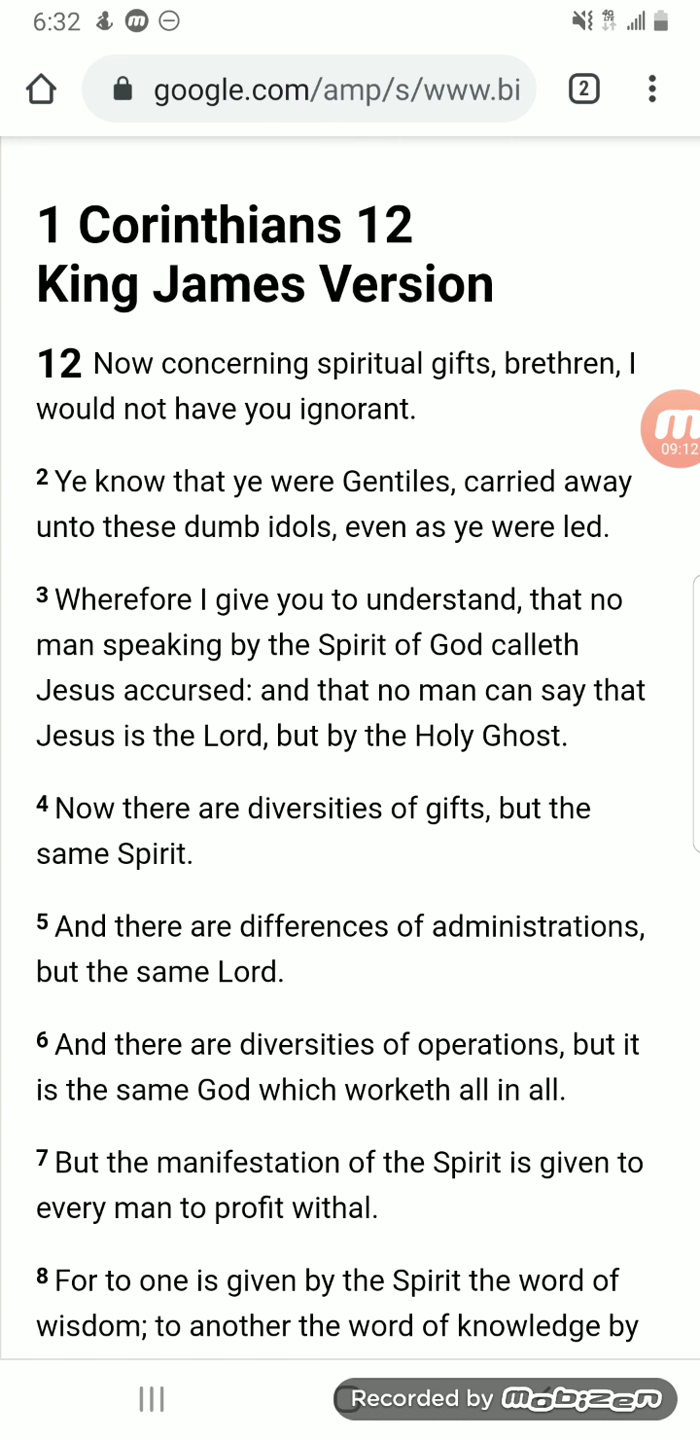 6:32
4G
google.com/amp/s/www.bi
2
1 Corinthians 12
King James Version
12 Now concerning spiritual gifts, brethren, I
would not have you ignorant.
m
09:12
2 Ye know that ye were Gentiles, carried away
unto these dumb idols, even as ye were led.
3 Wherefore I give you to understand, that no
man speaking by the Spirit of God calleth
Jesus accursed: and that no man can say that
Jesus is the Lord, but by the Holy Ghost.
4 Now there are diversities of gifts, but the
same Spirit.
5 And there are differences of administrations,
but the same Lord.
6 And there are diversities of operations, but it
is the same God which worketh all in all.
7 But the manifestation of the Spirit is given to
every man to profit withal.
8 For to one is given by the Spirit the word of
wisdom; to another the word of knowledge by
Recorded by mobizen